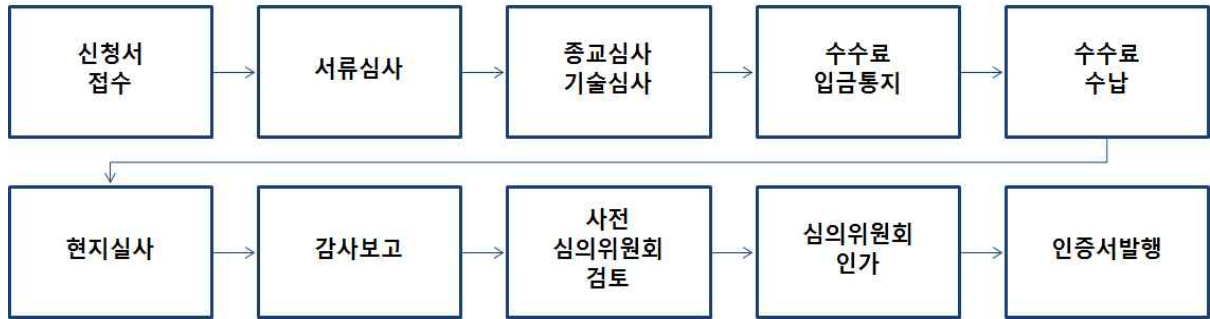 신청서
접수
서류심사
종교심사
기술심사
수수료
입금통지
수수료
수납
현지실사
감사보고
사전
심의위원회
검토
심의위원회
인가
인증서발행